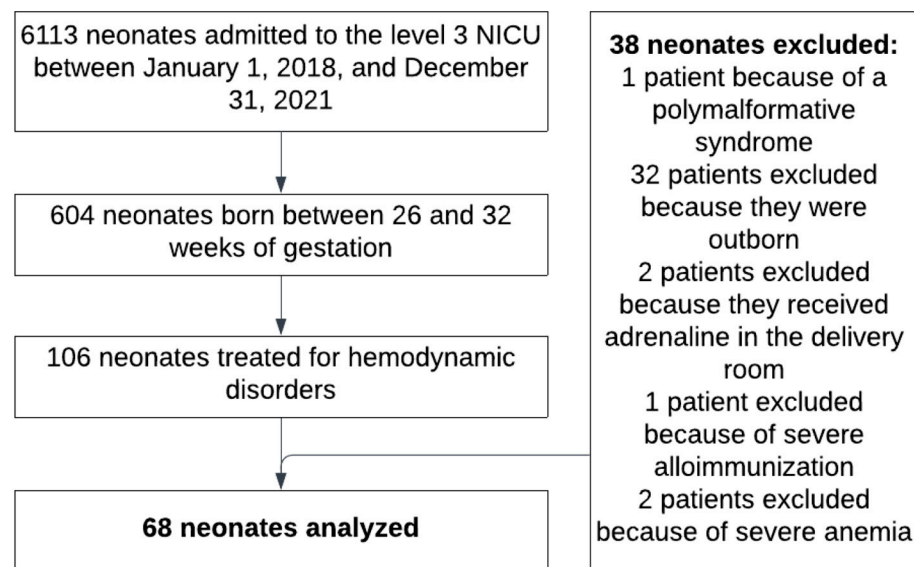 6113 neonates admitted to the level 3 NICU
between January 1, 2018, and December
31, 2021
604 neonates born between 26 and 32
weeks of gestation
106 neonates treated for hemodynamic
disorders
68 neonates analyzed
38 neonates excluded:
1 patient because of a
polymalformative
syndrome
32 patients excluded
because they were
outborn
2 patients excluded
because they received
adrenaline in the delivery
room
1 patient excluded
because of severe
alloimmunization
2 patients excluded
because of severe anemia